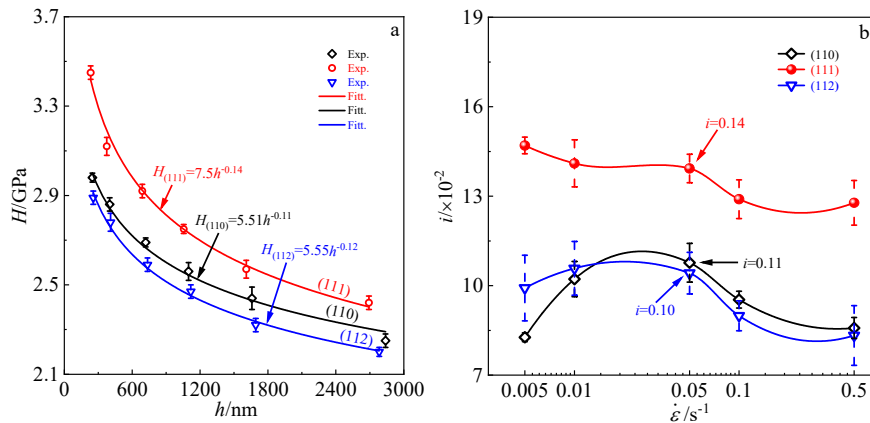 a
3.7
3.3
2.9
2.5
2.1
H/GPa
Exp.
Exp.
Exp.
Fitt.
Fitt.
Fitt.
H(111)=7.5h-0.14
H(110)=5.51h-0.11
H(112)=5.55h-0.12
(111)
(110)
(112)
0 600 1200 1800 2400 3000
h/nm
b
19
16
13
10
7
i/×10-2
(110)
(111)
(112)
i=0.14
i=0.11
i=0.10
0.005 0.01 0.05 0.1 0.5
ε̇/s-1